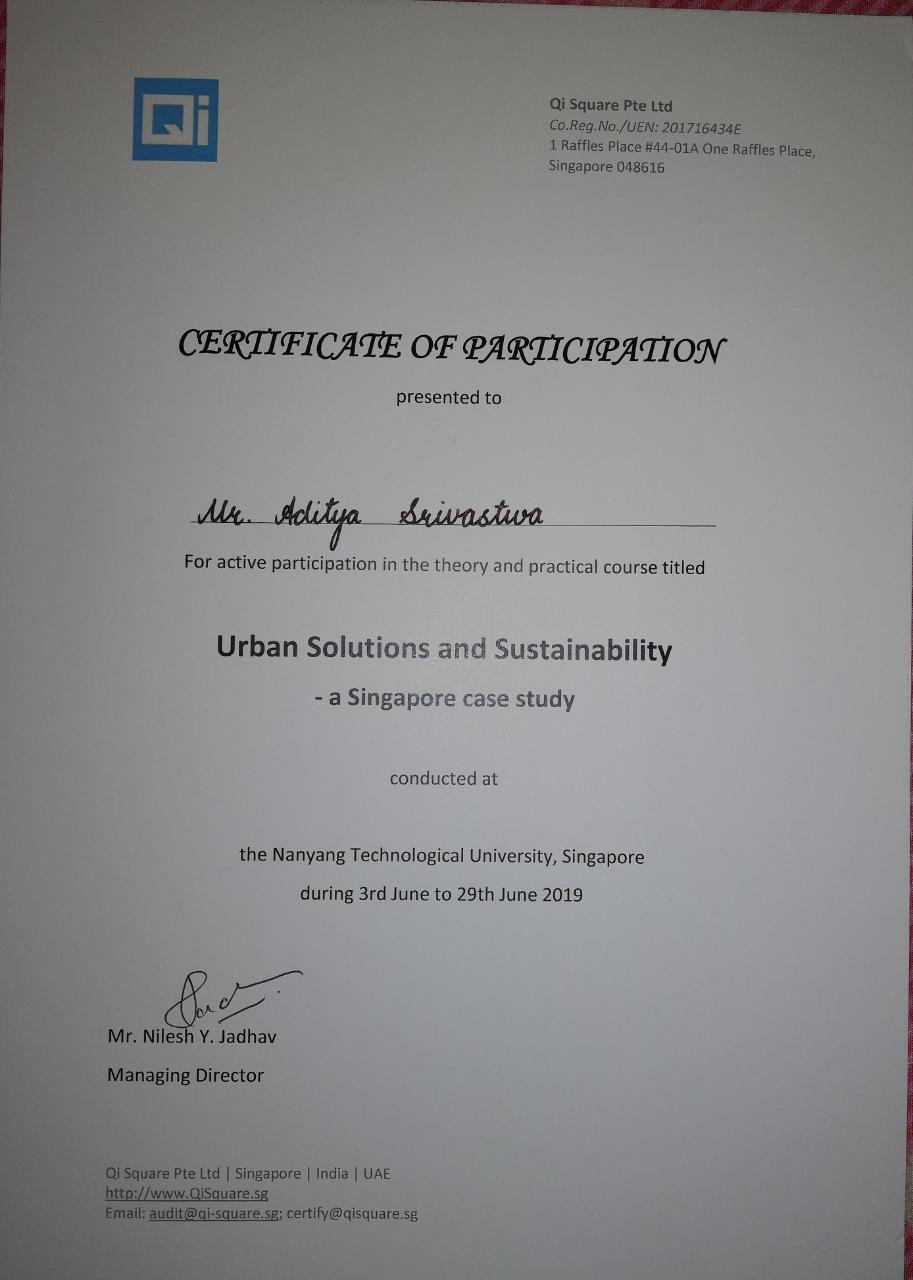 Qi
Qi Square Pte Ltd
Co.Reg.No./UEN: 201716434E
1 Raffles Place #44-01A One Raffles Place,
Singapore 048616
CERTIFICATE OF PARTICIPATION
presented to
Mr. Aditya Srivastwa
For active participation in the theory and practical course titled
Urban Solutions and Sustainability
- a Singapore case study
conducted at
the Nanyang Technological University, Singapore
during 3rd June to 29th June 2019
Mr. Nilesh Y. Jadhav
Managing Director
Qi Square Pte Ltd | Singapore | India | UAE
http://www.QiSquare.sg
Email: audit@qi-square.sg; certify@qisquare.sg